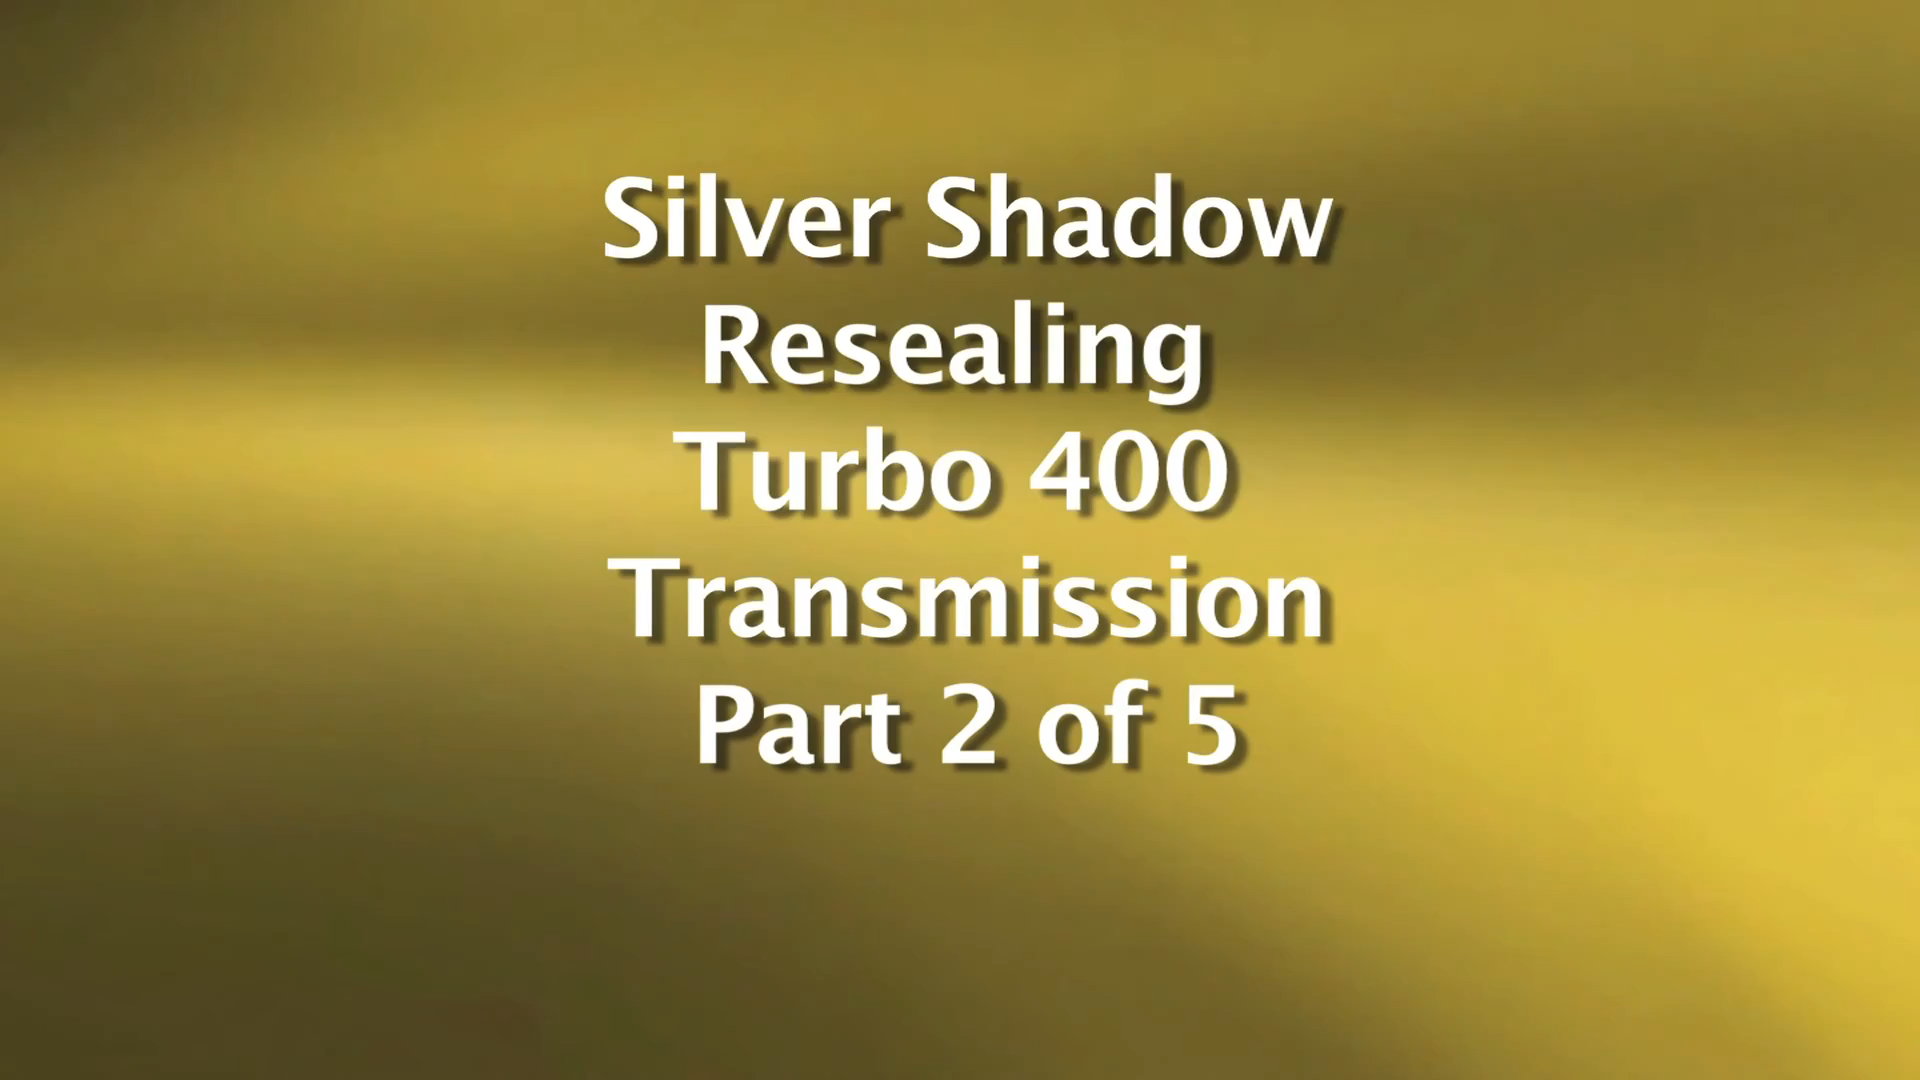 Silver Shadow
Resealing
Turbo 400
Transmission
Part 2 of 5